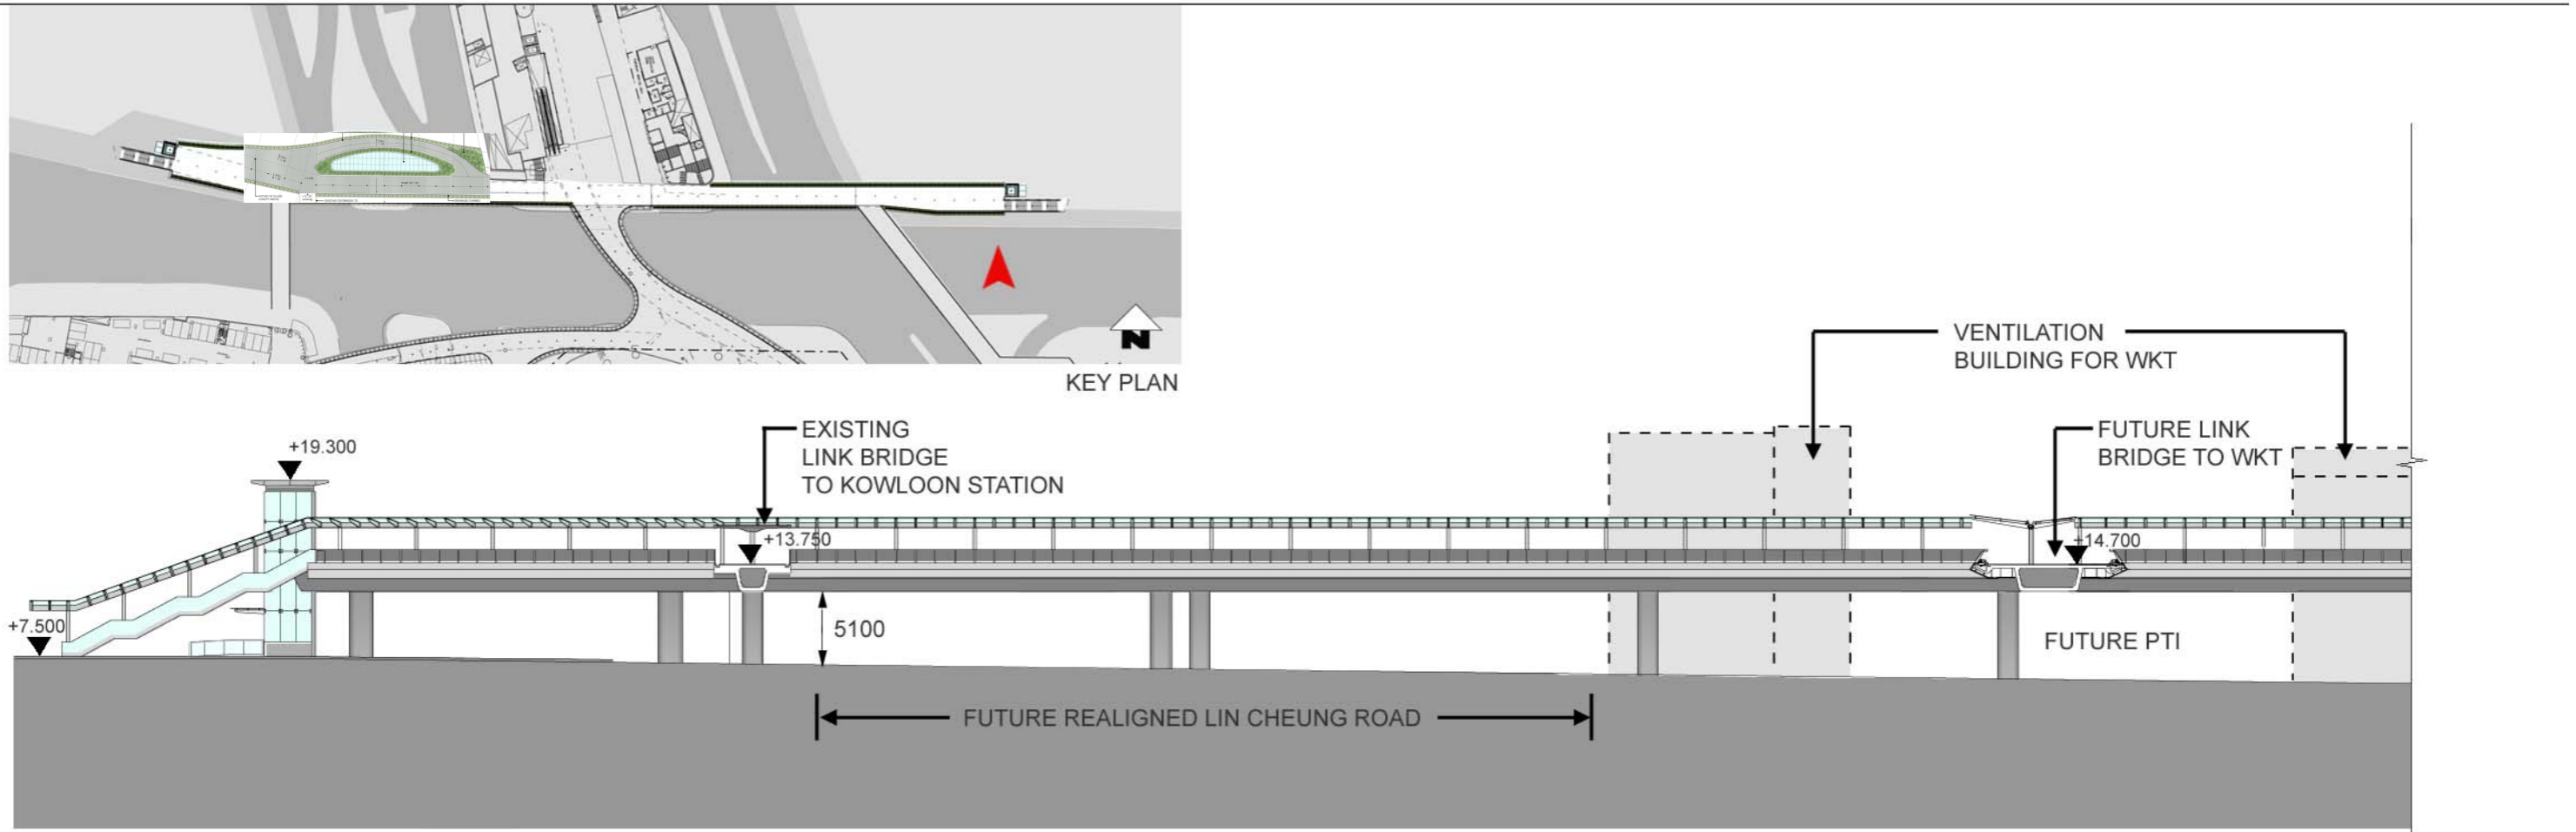 N
KEY PLAN
VENTILATION
BUILDING FOR WKT
EXISTING
LINK BRIDGE
TO KOWLOON STATION
FUTURE LINK
BRIDGE TO WKT
+19.300
+13.750
+14.700
+7.500
5100
FUTURE PTI
FUTURE REALIGNED LIN CHEUNG ROAD